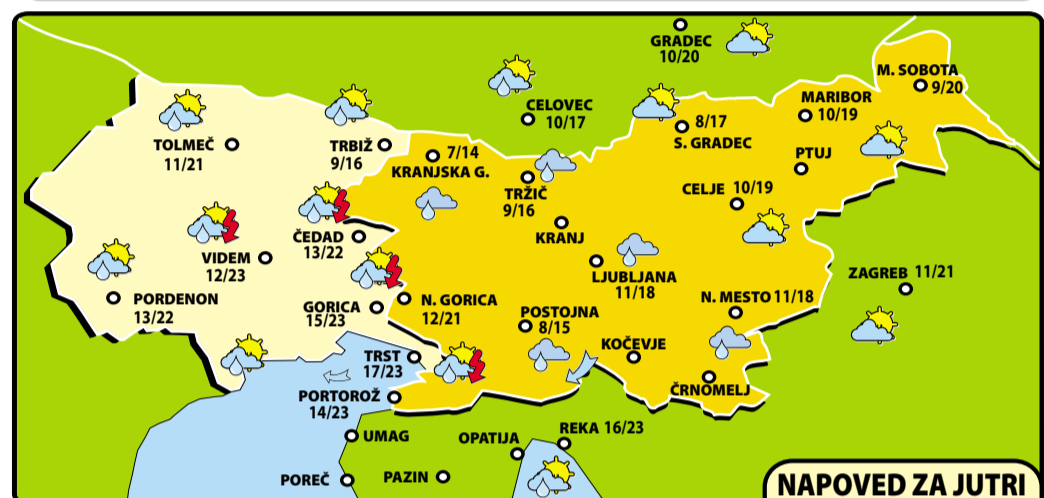 GRADEC
10/20
M. SOBOTA
9/20
CELOVEC
10/17
MARIBOR
10/19
8/17
S. GRADEC
TOLMEČ
11/21
TRBIŽ
9/16
7/14
KRANJSKA G.
TRŽIČ
9/16
PTUJ
CELJE 10/19
KRANJ
ČEDAD
13/22
VIDEM
12/23
LJUBLJANA
11/18
ZAGREB 11/21
PORDENON
13/22
GORICA
15/23
N. GORICA
12/21
POSTOJNA
8/15
N. MESTO 11/18
KOČEVJE
TRST
17/23
ČRNOMELJ
PORTOROŽ
14/23
UMAG
OPATIJA
REKA 16/23
POREČ
PAZIN
NAPOVED ZA JUTRI